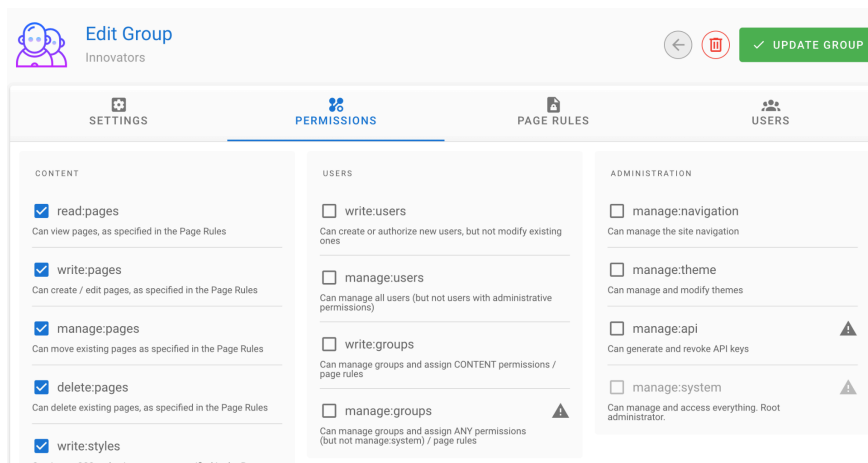 Edit Group
Innovators
UPDATE GROUP
SETTINGS
PERMISSIONS
PAGE RULES
USERS
CONTENT
read:pages
Can view pages, as specified in the Page Rules
write:pages
Can create / edit pages, as specified in the Page Rules
manage:pages
Can move existing pages as specified in the Page Rules
delete:pages
Can delete existing pages, as specified in the Page Rules
write:styles
USERS
write:users
Can create or authorize new users, but not modify existing
ones
manage:users
Can manage all users (but not users with administrative
permissions)
write:groups
Can manage groups and assign CONTENT permissions /
page rules
manage:groups
Can manage groups and assign ANY permissions
(but not manage:system) / page rules
ADMINISTRATION
manage:navigation
Can manage the site navigation
manage:theme
Can manage and modify themes
manage:api
Can generate and revoke API keys
manage:system
Can manage and access everything. Root
administrator.